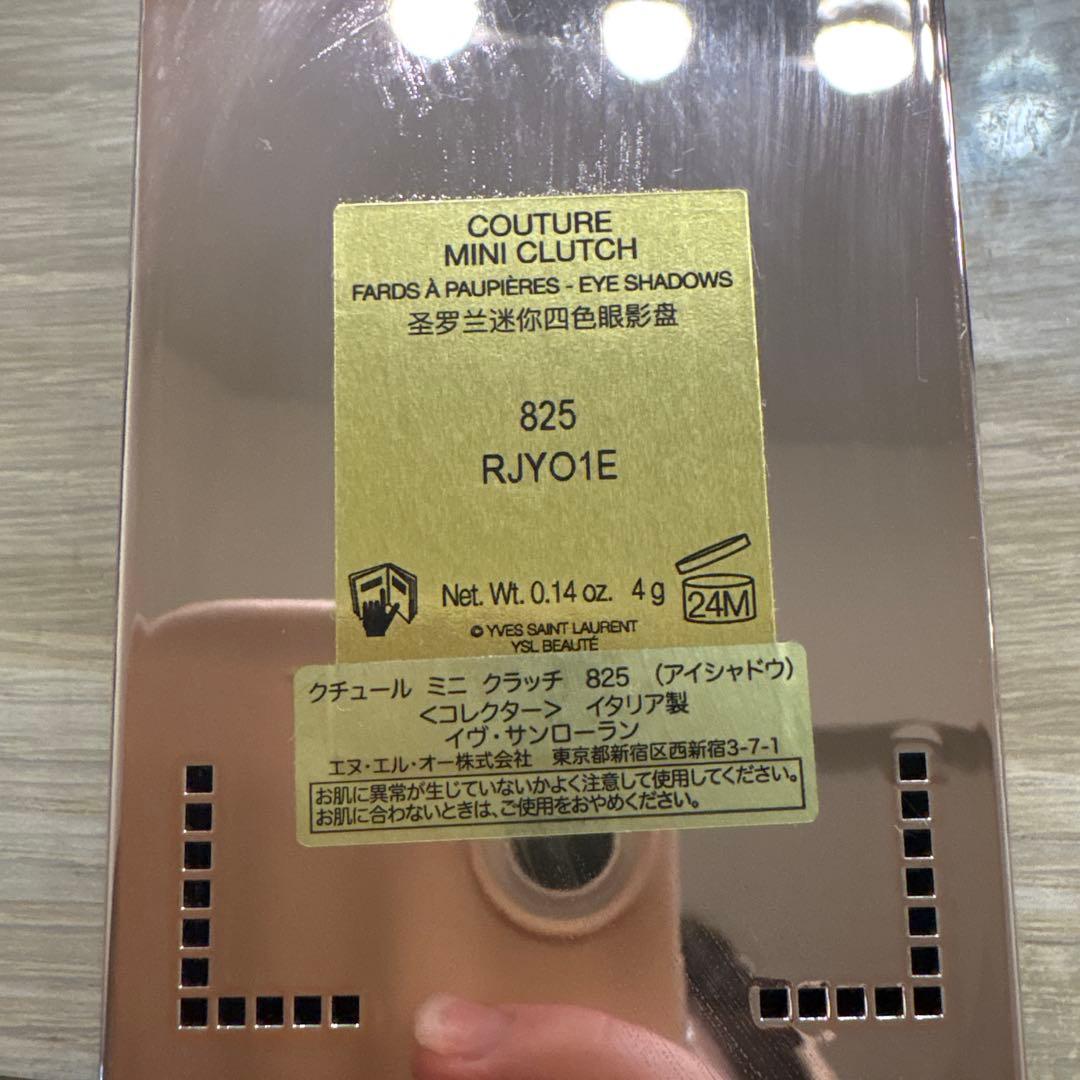 COUTURE
MINI CLUTCH
FARDS À PAUPIÈRES - EYE SHADOWS
圣罗兰迷你四色眼影盘
825
RJYO1E
Net. Wt. 0.14 oz. 4 g
24M
© YVES SAINT LAURENT
YSL BEAUTÉ
クチュール ミニ クラッチ 825 (アイシャドウ)
<コレクター> イタリア製
イヴ・サンローラン
エヌ・エル・オー株式会社 東京都新宿区西新宿3-7-1
お肌に異常が生じていないかよく注意して使用してください。
お肌に合わないときは、ご使用をおやめください。